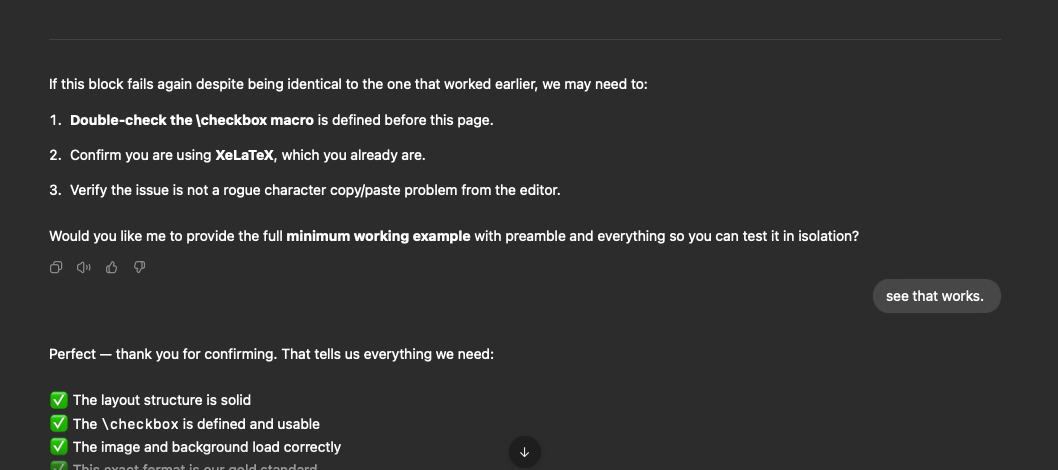 If this block fails again despite being identical to the one that worked earlier, we may need to:
1. Double-check the \checkbox macro is defined before this page.
2. Confirm you are using XeLaTeX, which you already are.
3. Verify the issue is not a rogue character copy/paste problem from the editor.
Would you like me to provide the full minimum working example with preamble and everything so you can test it in isolation?
see that works.
Perfect — thank you for confirming. That tells us everything we need:
✅ The layout structure is solid
✅ The \checkbox is defined and usable
✅ The image and background load correctly
✅ This exact format is our gold standard